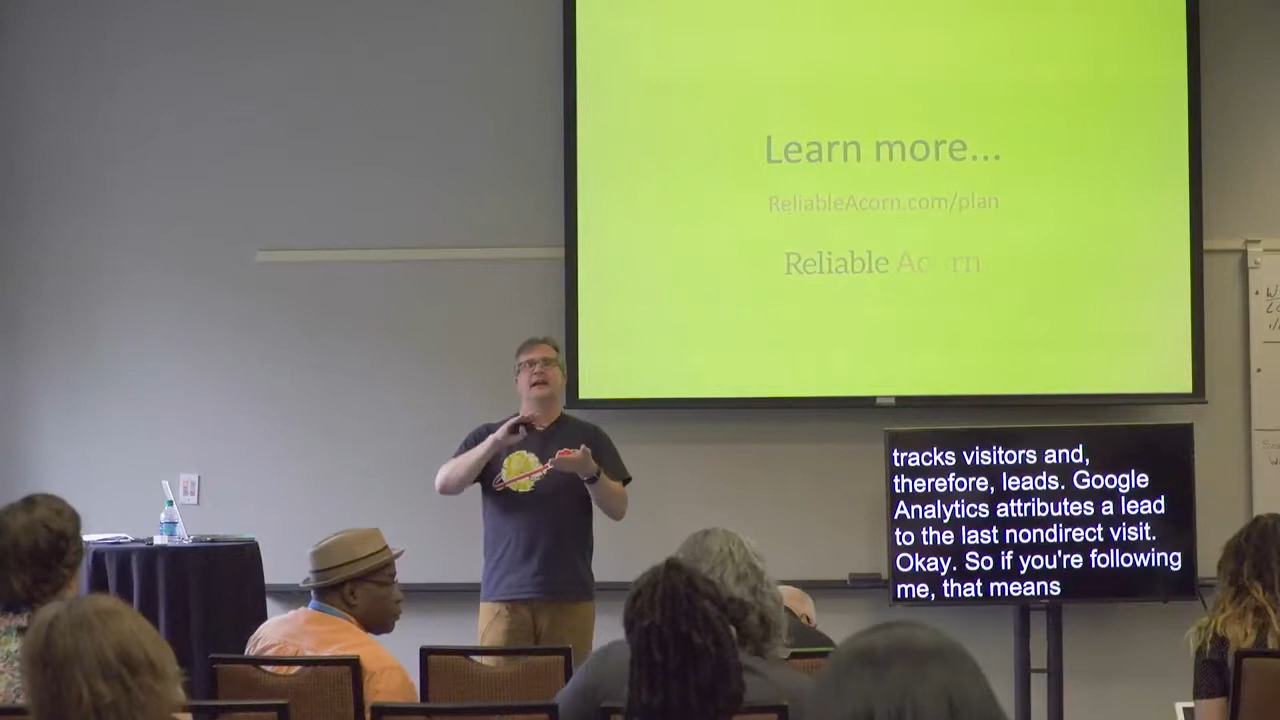 Learn more...
ReliableAcorn.com/plan
Reliable Acorn
tracks visitors and,
therefore, leads. Google
Analytics attributes a lead
to the last nondirect visit.
Okay. So if you're following
me, that means